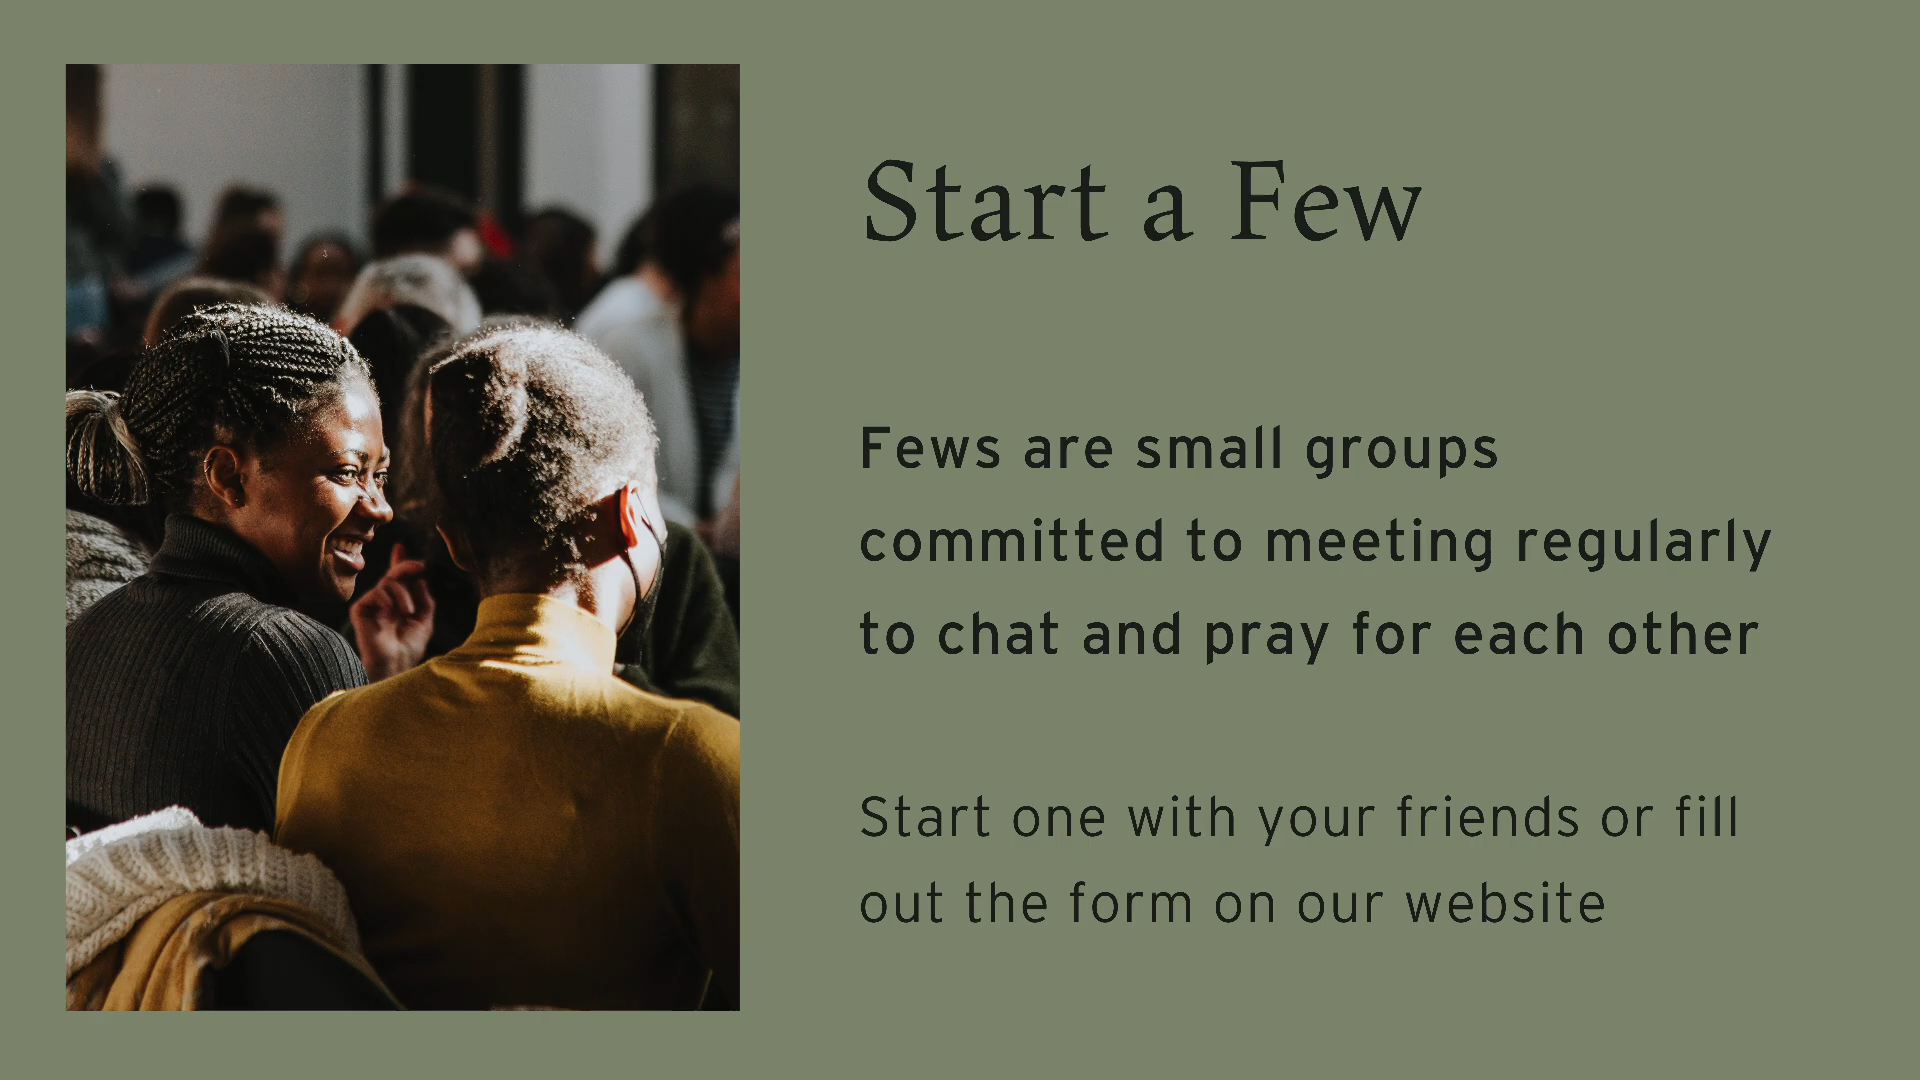 Start a Few
Fews are small groups
committed to meeting regularly
to chat and pray for each other
Start one with your friends or fill
out the form on our website